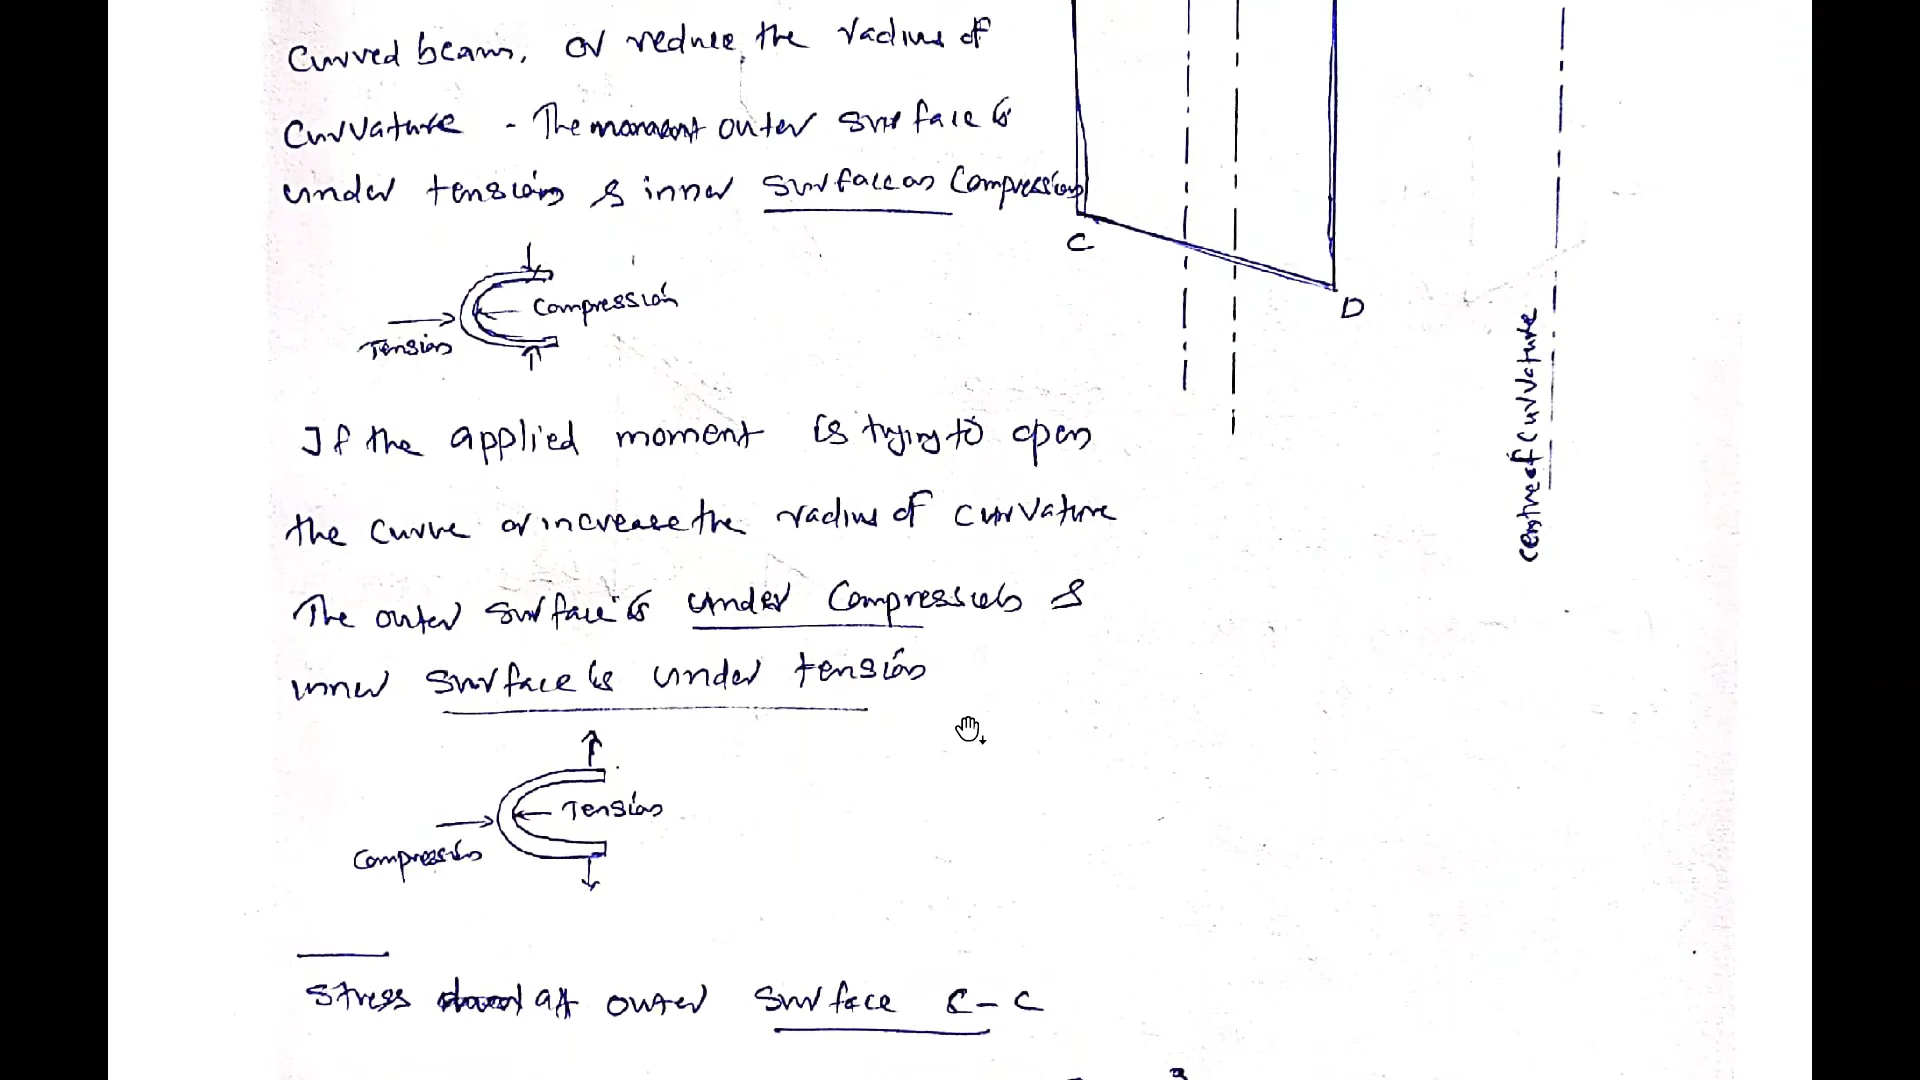 Curved beam, or reduce the radius of
Curvature - The moment outer surface is
under tension & inner surface as Compression
C
D
Compression
Tension
centre of Curvature
If the applied moment is trying to open
the curve or increase the radius of curvature
The outer surface is under Compression &
inner surface is under tension
Tension
Compression
Stress at outer surface C-C